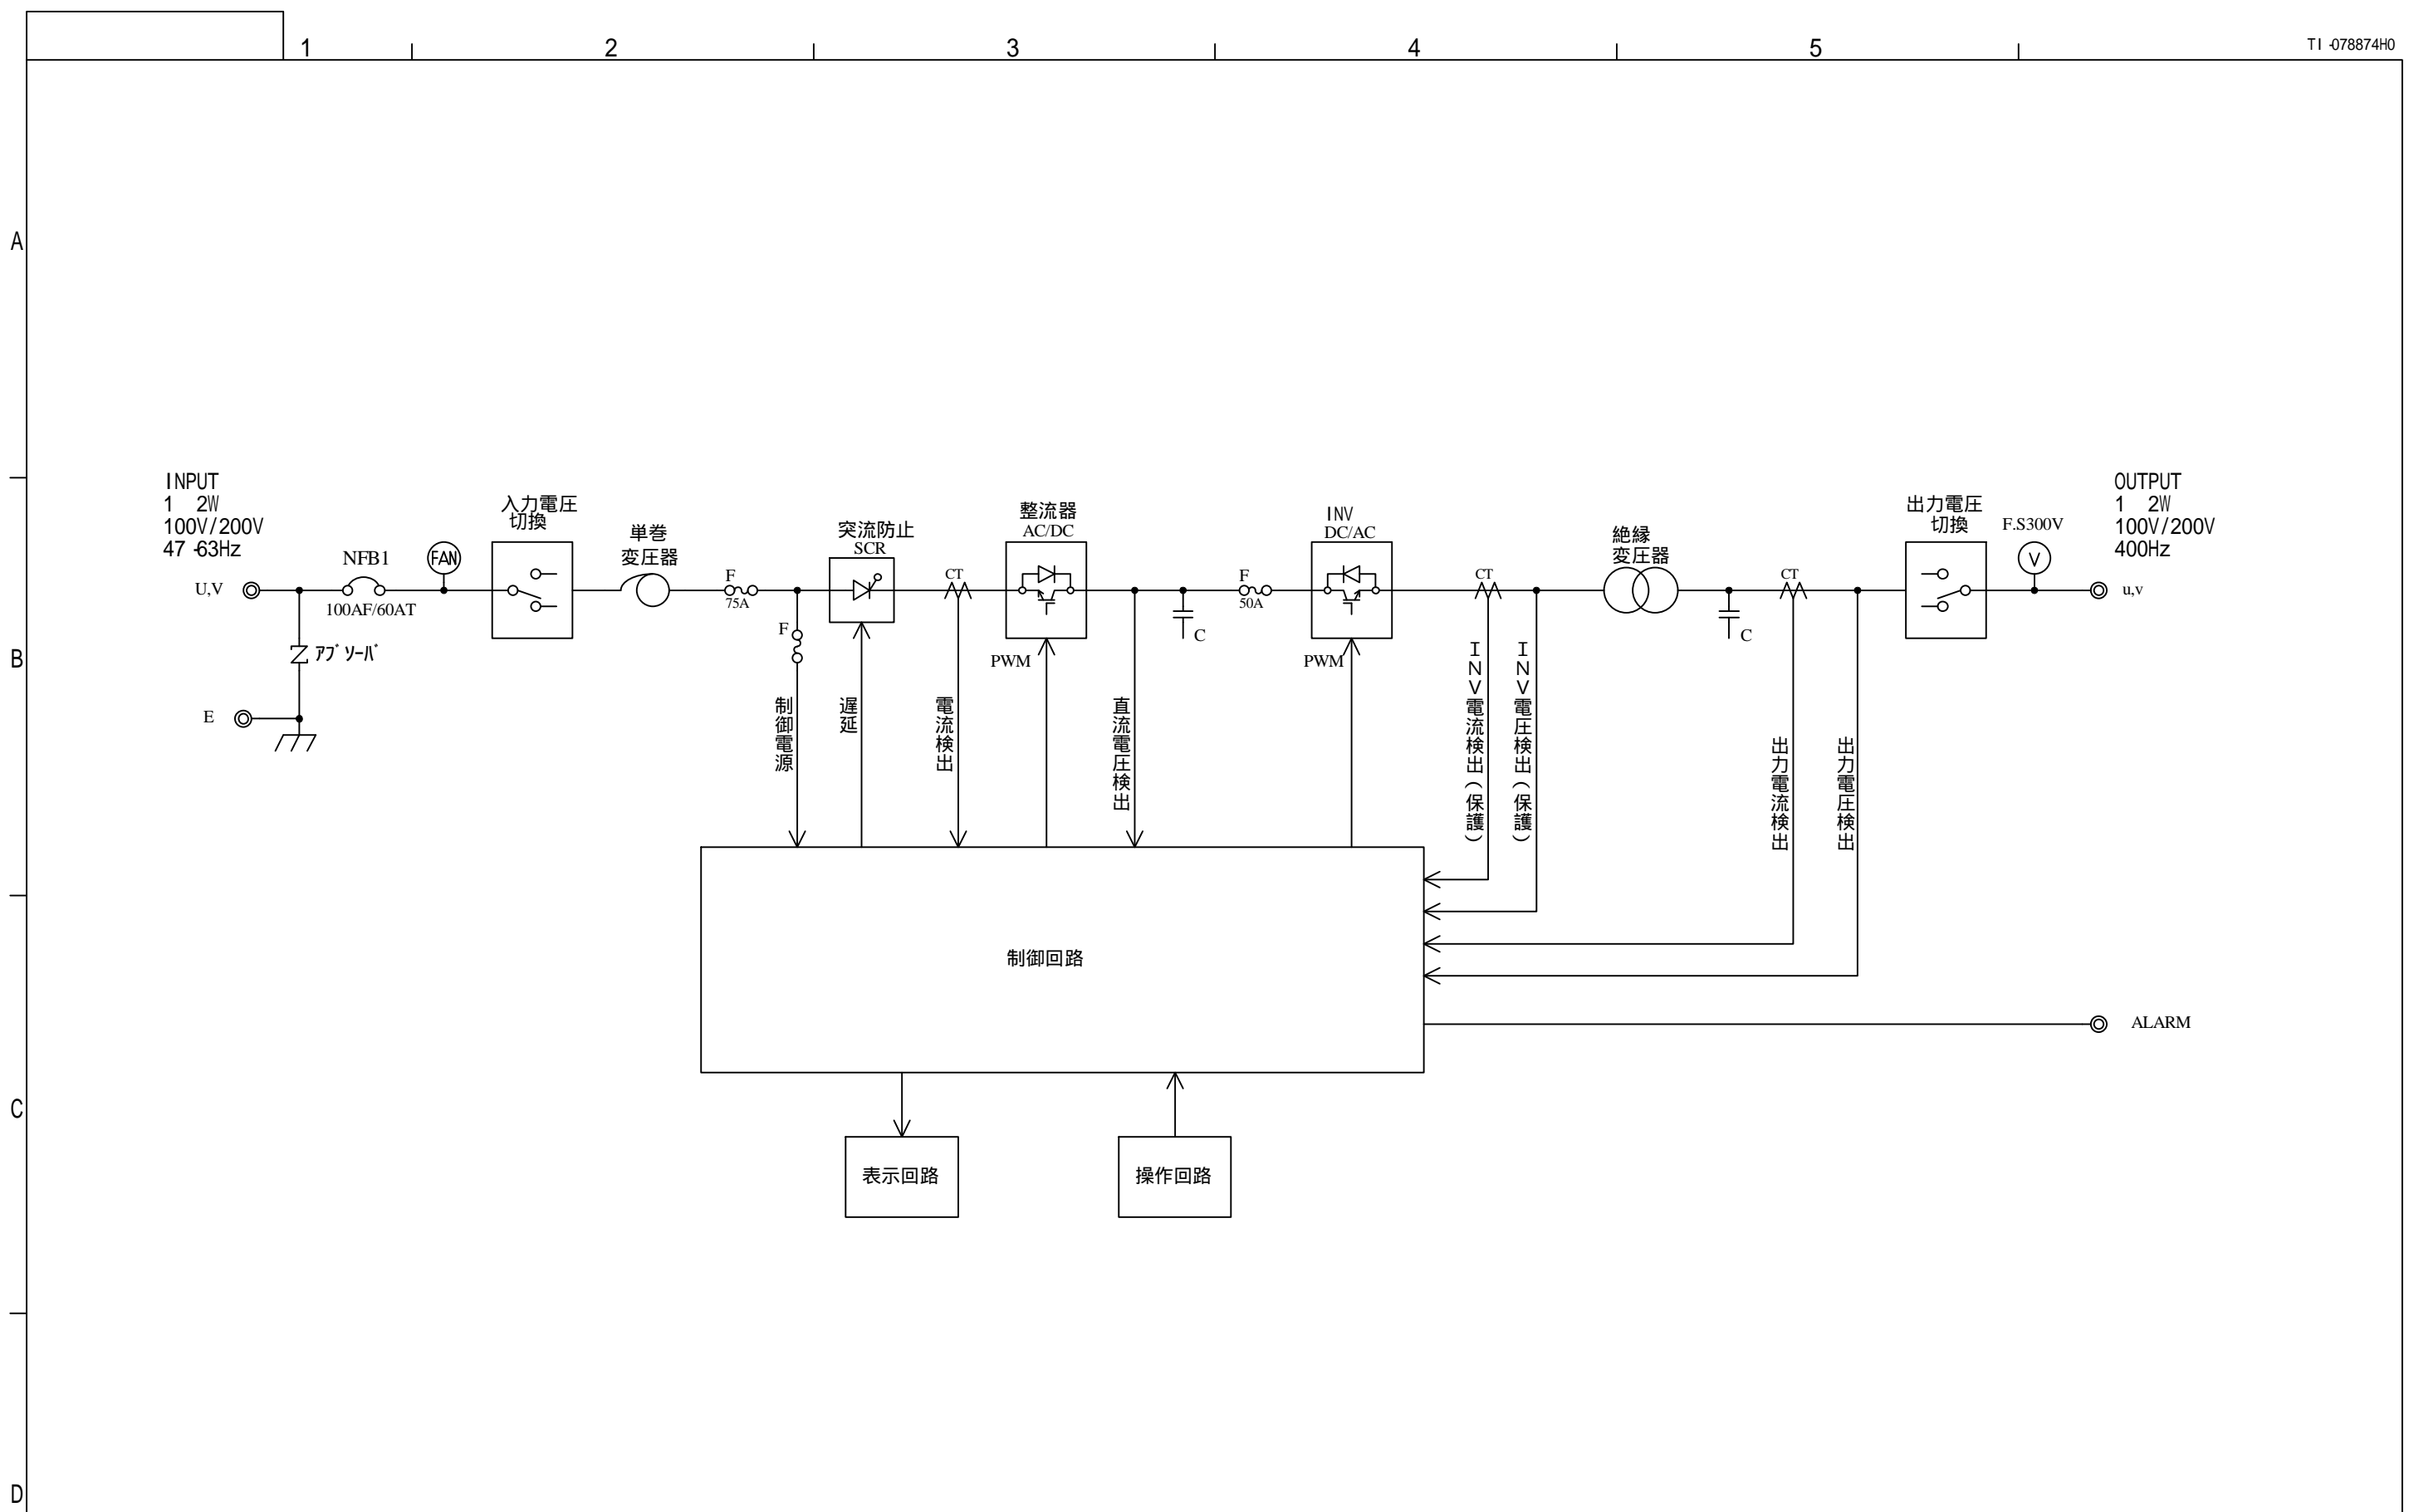 1
2
3
4
5
TI-078874H0
A
B
C
D
INPUT
1 2W
100V/200V
47-63Hz
U,V
E
アブソーバ
NFB1
100AF/60AT
FAN
入力電圧
切換
単巻
変圧器
F
75A
F
突流防止
SCR
CT
整流器
AC/DC
PWM
C
F
50A
INV
DC/AC
PWM
CT
絶縁
変圧器
C
CT
出力電圧
切換
F.S300V
V
OUTPUT
1 2W
100V/200V
400Hz
u,v
制御電源
遅延
電流検出
直流電圧検出
INV電流検出(保護)
INV電圧検出(保護)
出力電流検出
出力電圧検出
制御回路
ALARM
表示回路
操作回路